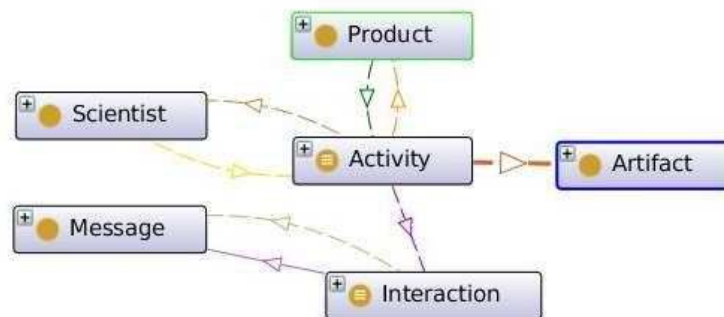 Product
Scientist
Activity
Artifact
Message
Interaction